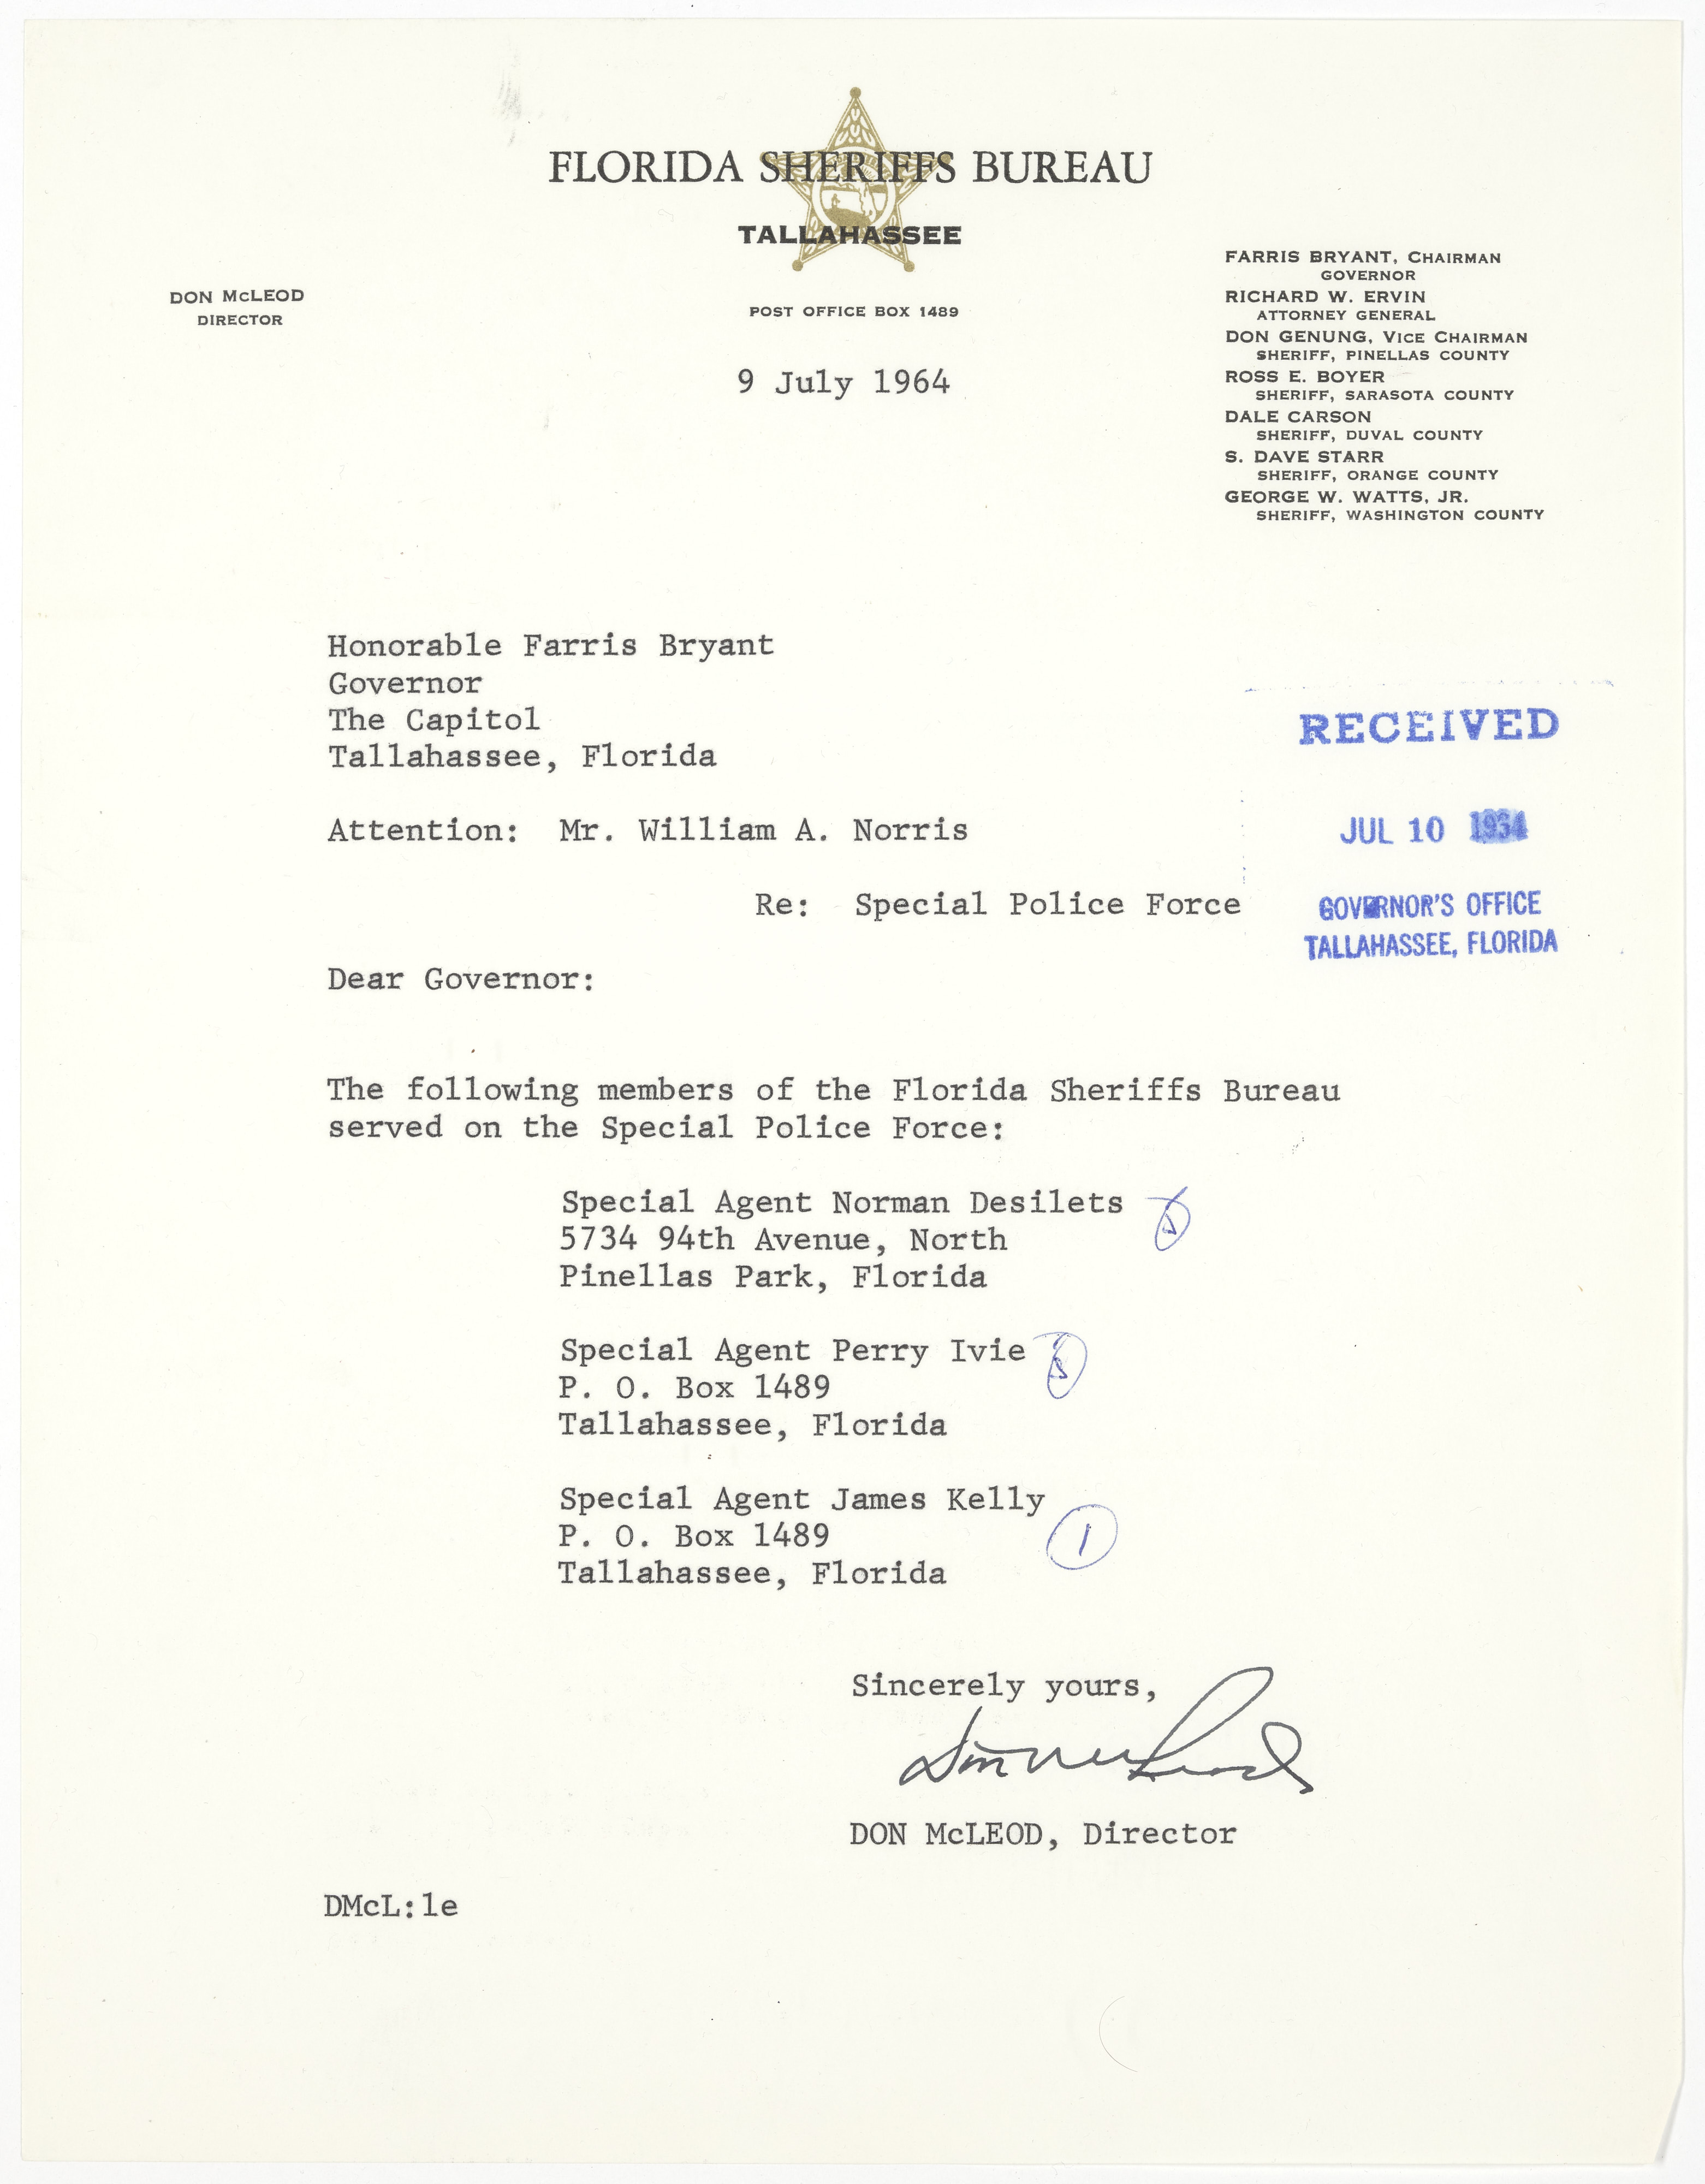 FLORIDA SHERIFFS BUREAU
TALLAHASSEE
POST OFFICE BOX 1489
DON McLEOD
DIRECTOR
FARRIS BRYANT, CHAIRMAN
GOVERNOR
RICHARD W. ERVIN
ATTORNEY GENERAL
DON GENUNG, VICE CHAIRMAN
SHERIFF, PINELLAS COUNTY
ROSS E. BOYER
SHERIFF, SARASOTA COUNTY
DALE CARSON
SHERIFF, DUVAL COUNTY
S. DAVE STARR
SHERIFF, ORANGE COUNTY
GEORGE W. WATTS, JR.
SHERIFF, WASHINGTON COUNTY
9 July 1964
Honorable Farris Bryant
Governor
The Capitol
Tallahassee, Florida
RECEIVED
JUL 10
GOVERNOR'S OFFICE
TALLAHASSEE, FLORIDA
Attention: Mr. William A. Norris
Re: Special Police Force
Dear Governor:
The following members of the Florida Sheriffs Bureau
served on the Special Police Force:
Special Agent Norman Desilets
5734 94th Avenue, North
Pinellas Park, Florida
Special Agent Perry Ivie
P. O. Box 1489
Tallahassee, Florida
Special Agent James Kelly
P. O. Box 1489
Tallahassee, Florida
1
Sincerely yours,
Don McLeod
DON McLEOD, Director
DMcL:le